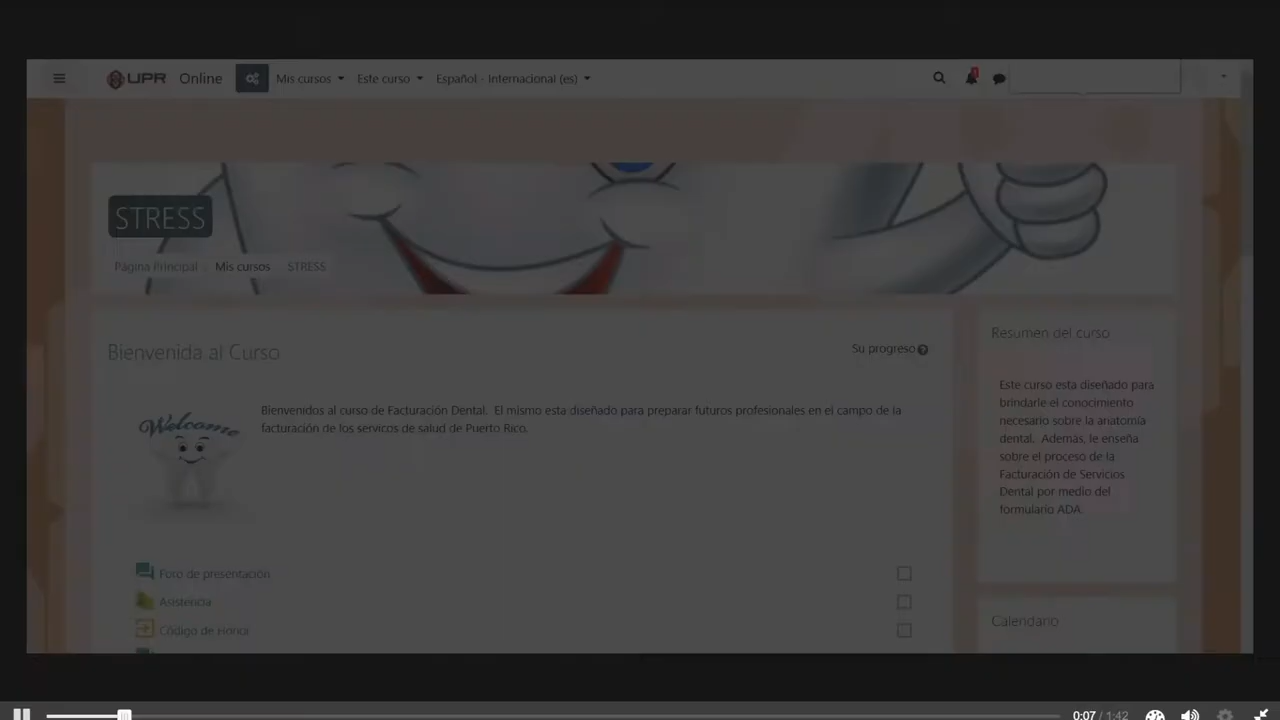 UPR Online Mis cursos Este curso Español - Internacional (es)
1
STRESS
Página Principal Mis cursos STRESS
Bienvenida al Curso
Su progreso
Welcome
Bienvenidos al curso de Facturación Dental. El mismo esta diseñado para preparar futuros profesionales en el campo de la
facturación de los servicos de salud de Puerto Rico.
Foro de presentación
Asistencia
Código de Honor
Resumen del curso
Este curso esta diseñado para
brindarle el conocimiento
necesario sobre la anatomía
dental. Además, le enseña
sobre el proceso de la
Facturación de Servicios
Dental por medio del
formulario ADA.
Calendario
0:07 / 1:42